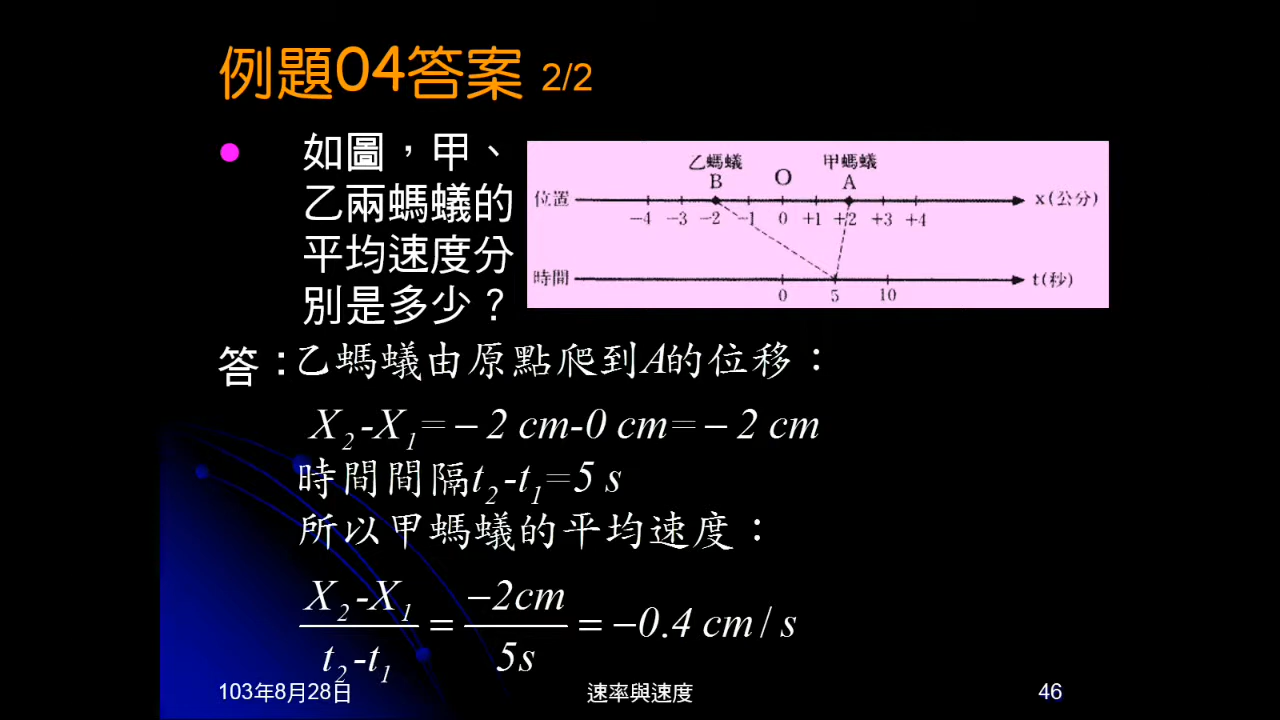 例題04答案 2/2
● 如圖，甲、
乙兩螞蟻的
平均速度分
別是多少？
乙螞蟻 O 甲螞蟻
B A
位置 x(公分)
−4 −3 −2 −1 0 +1 +2 +3 +4
時間 t(秒)
0 5 10
答：乙螞蟻由原點爬到A的位移：
X₂-X₁=－2 cm-0 cm=－2 cm
時間間隔t₂-t₁=5 s
所以甲螞蟻的平均速度：
X₂-X₁ / t₂-t₁ = −2cm / 5s = −0.4 cm/s
103年8月28日 速率與速度 46